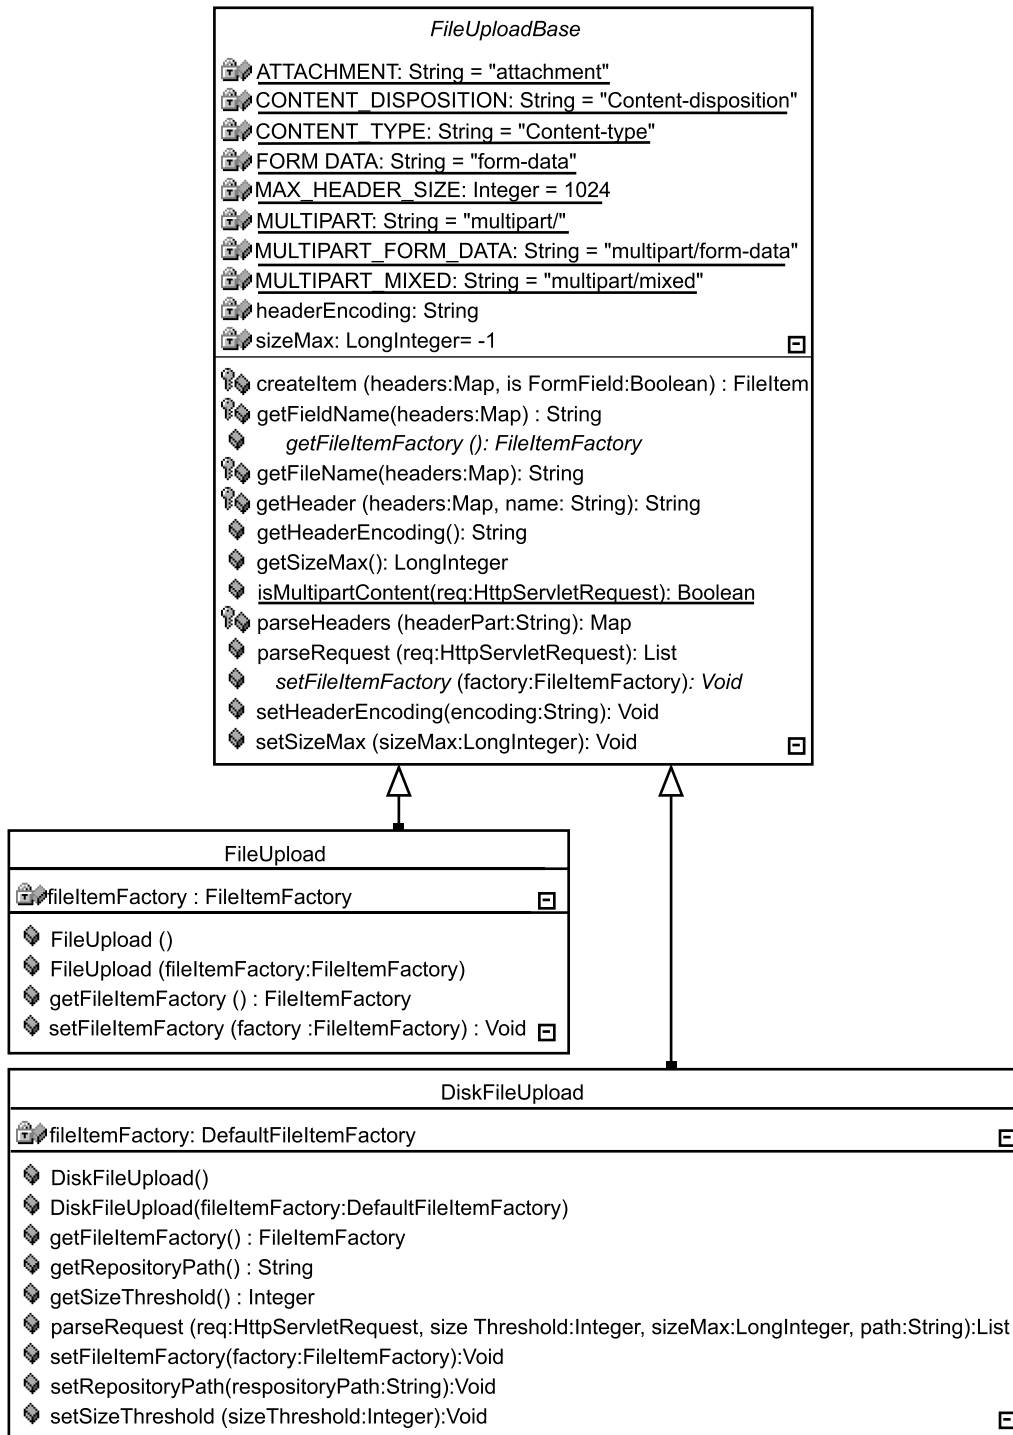 FileUploadBase
ATTACHMENT: String = "attachment"
CONTENT_DISPOSITION: String = "Content-disposition"
CONTENT_TYPE: String = "Content-type"
FORM DATA: String = "form-data"
MAX_HEADER_SIZE: Integer = 1024
MULTIPART: String = "multipart/"
MULTIPART_FORM_DATA: String = "multipart/form-data"
MULTIPART_MIXED: String = "multipart/mixed"
headerEncoding: String
sizeMax: LongInteger= -1
createItem (headers:Map, is FormField:Boolean) : FileItem
getFieldName(headers:Map) : String
getFileItemFactory (): FileItemFactory
getFileName(headers:Map): String
getHeader (headers:Map, name: String): String
getHeaderEncoding(): String
getSizeMax(): LongInteger
isMultipartContent(req:HttpServletRequest): Boolean
parseHeaders (headerPart:String): Map
parseRequest (req:HttpServletRequest): List
setFileItemFactory (factory:FileItemFactory): Void
setHeaderEncoding(encoding:String): Void
setSizeMax (sizeMax:LongInteger): Void
FileUpload
fileItemFactory : FileItemFactory
FileUpload ()
FileUpload (fileItemFactory:FileItemFactory)
getFileItemFactory () : FileItemFactory
setFileItemFactory (factory :FileItemFactory) : Void
DiskFileUpload
fileItemFactory: DefaultFileItemFactory
DiskFileUpload()
DiskFileUpload(fileItemFactory:DefaultFileItemFactory)
getFileItemFactory() : FileItemFactory
getRepositoryPath() : String
getSizeThreshold() : Integer
parseRequest (req:HttpServletRequest, size Threshold:Integer, sizeMax:LongInteger, path:String):List
setFileItemFactory(factory:FileItemFactory):Void
setRepositoryPath(respositoryPath:String):Void
setSizeThreshold (sizeThreshold:Integer):Void